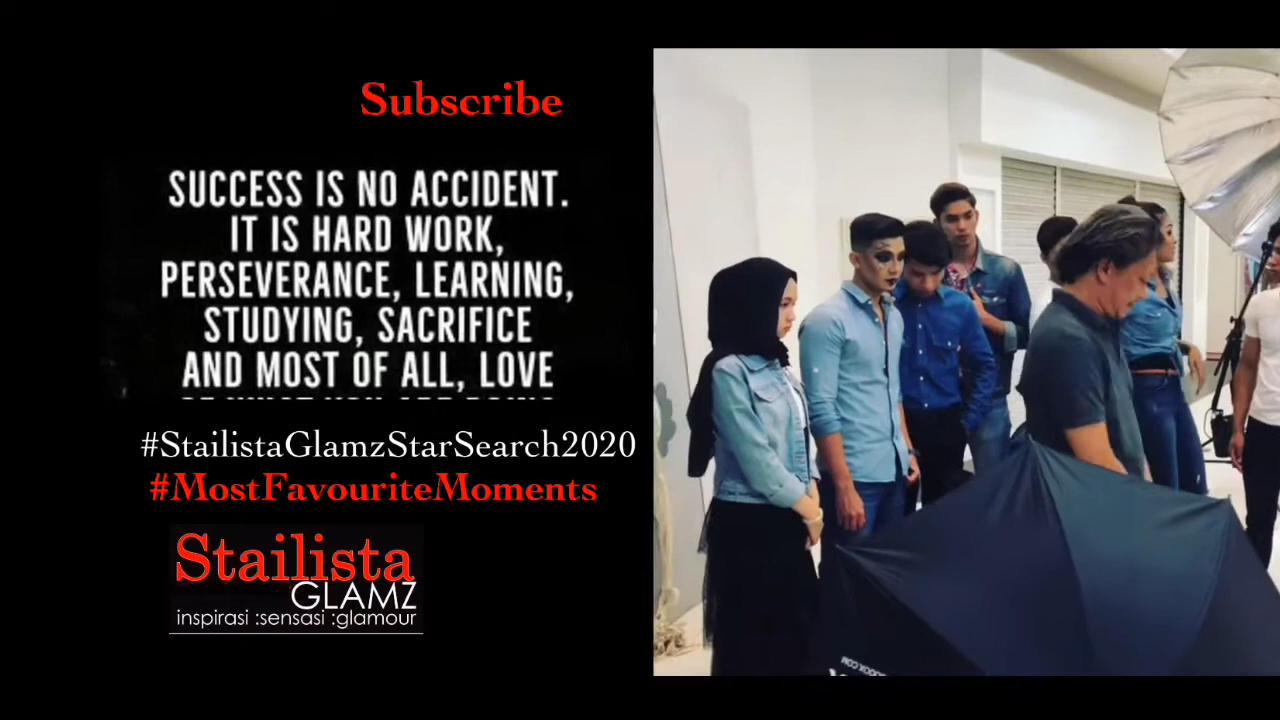 Subscribe
SUCCESS IS NO ACCIDENT.
IT IS HARD WORK,
PERSEVERANCE, LEARNING,
STUDYING, SACRIFICE
AND MOST OF ALL, LOVE
#StailistaGlamzStarSearch2020
#MostFavouriteMoments
Stailista
GLAMZ
inspirasi :sensasi :glamour